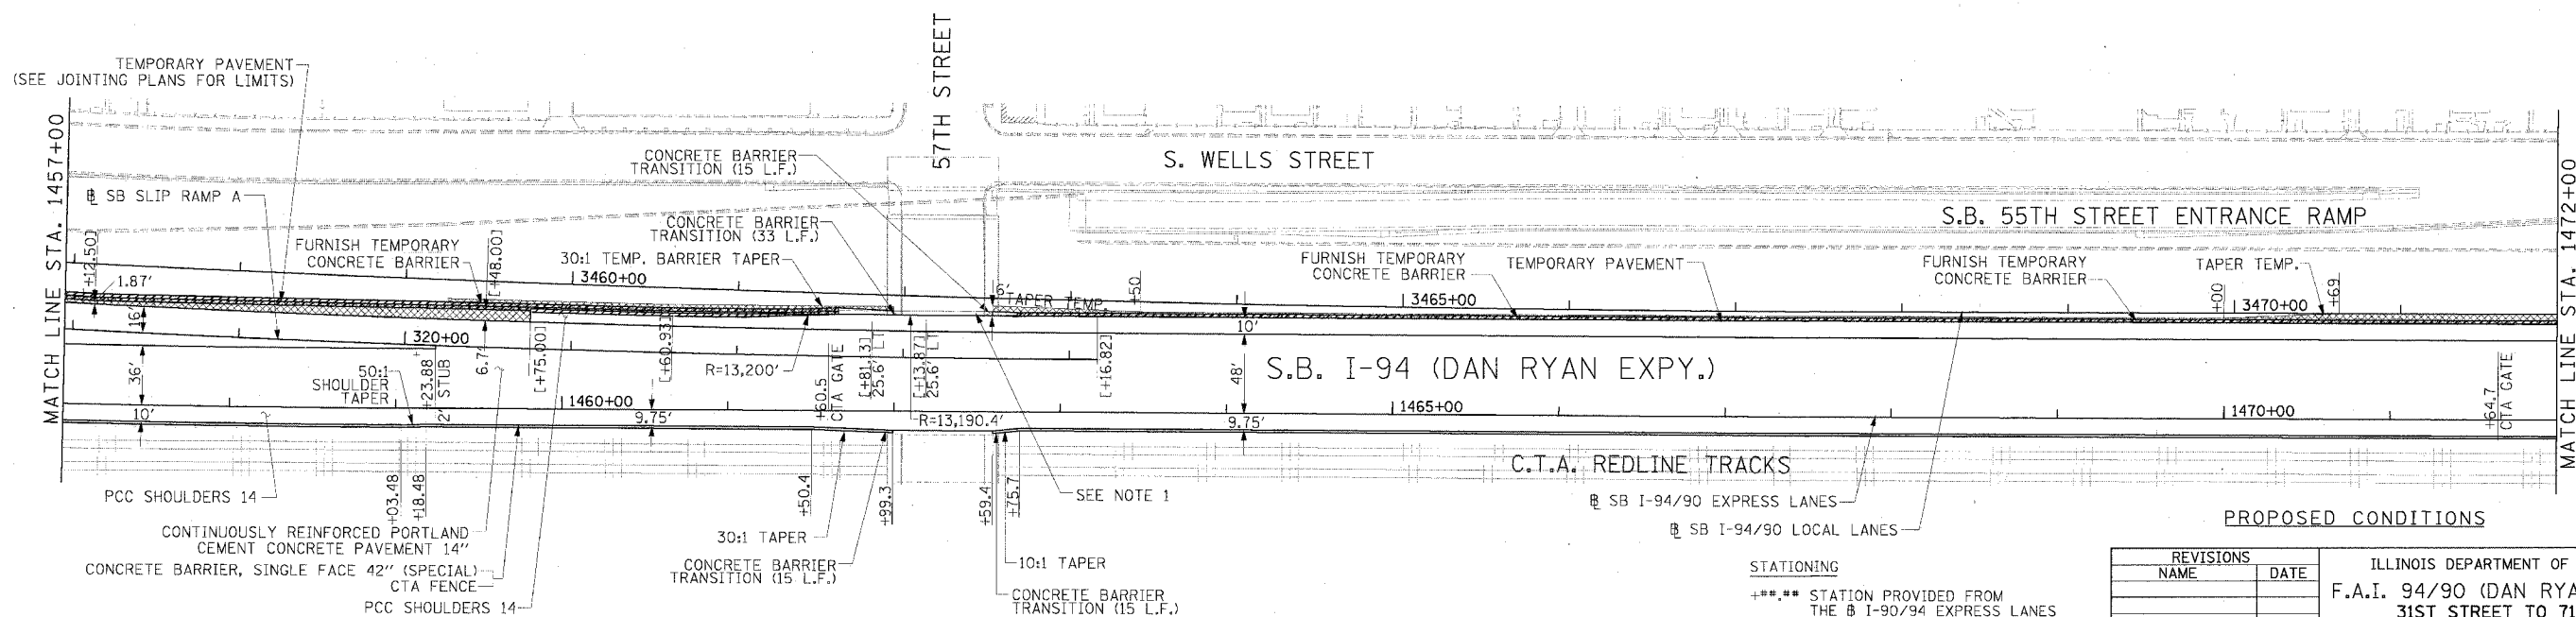 57TH STREET
TEMPORARY PAVEMENT
(SEE JOINTING PLANS FOR LIMITS)
MATCH LINE STA. 1457+00
S. WELLS STREET
CONCRETE BARRIER
TRANSITION (15 L.F.)
℄ SB SLIP RAMP A
S.B. 55TH STREET ENTRANCE RAMP
MATCH LINE STA. 1472+00
CONCRETE BARRIER
TRANSITION (33 L.F.)
[+12.50]
FURNISH TEMPORARY
CONCRETE BARRIER
[+48.00]
30:1 TEMP. BARRIER TAPER
FURNISH TEMPORARY
CONCRETE BARRIER
TEMPORARY PAVEMENT
FURNISH TEMPORARY
CONCRETE BARRIER
TAPER TEMP.
1.87'
3460+00
6'
TAPER TEMP.
+50
3465+00
+00
3470+00
+69
16'
320+00
10'
36'
50:1
SHOULDER
TAPER
+23.88
2' STUB
[+75.00]
[+60.93]
R=13,200'
+60.5
CTA GATE
[+81.13]
25.6' LT
[+13.87]
25.6' LT
[+16.82]
48'
S.B. I-94 (DAN RYAN EXPY.)
10'
1460+00
9.75'
R=13,190.4'
9.75'
1465+00
1470+00
+64.7
CTA GATE
C.T.A. REDLINE TRACKS
PCC SHOULDERS 14
+03.48
+18.48
+50.4
+99.3
+59.4
+75.7
SEE NOTE 1
℄ SB I-94/90 EXPRESS LANES
℄ SB I-94/90 LOCAL LANES
PROPOSED CONDITIONS
CONTINUOUSLY REINFORCED PORTLAND
CEMENT CONCRETE PAVEMENT 14"
CONCRETE BARRIER, SINGLE FACE 42" (SPECIAL)
CTA FENCE
PCC SHOULDERS 14
30:1 TAPER
CONCRETE BARRIER
TRANSITION (15 L.F.)
10:1 TAPER
CONCRETE BARRIER
TRANSITION (15 L.F.)
STATIONING
+**.** STATION PROVIDED FROM
THE ℄ I-90/94 EXPRESS LANES
REVISIONS
NAME DATE
ILLINOIS DEPARTMENT OF
F.A.I. 94/90 (DAN RYA
31ST STREET TO 71